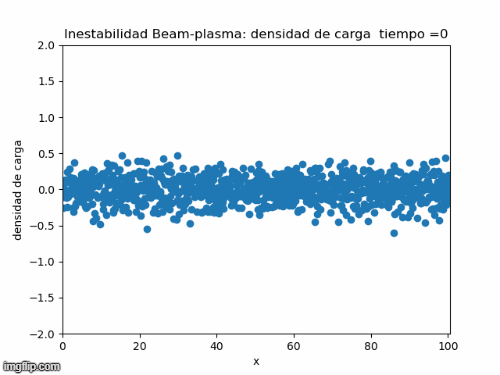 Inestabilidad Beam-plasma: densidad de carga  tiempo =0
2.0
1.5
1.0
0.5
0.0
−0.5
−1.0
−1.5
−2.0
densidad de carga
0 20 40 60 80 100
x
imgflip.com